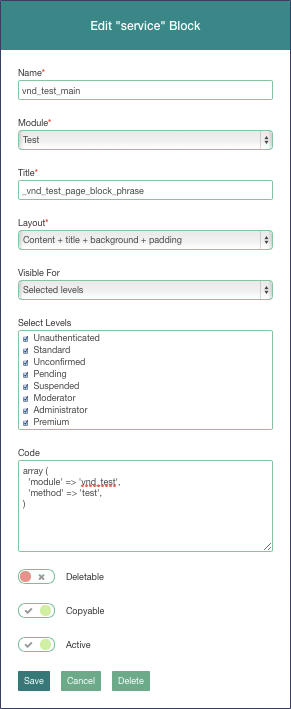 Edit "service" Block
Name*
vnd_test_main
Module*
Test
Title*
_vnd_test_page_block_phrase
Layout*
Content + title + background + padding
Visible For
Selected levels
Select Levels
Unauthenticated
Standard
Unconfirmed
Pending
Suspended
Moderator
Administrator
Premium
Code
array (
'module' => 'vnd_test',
'method' => 'test',
)
Deletable
Copyable
Active
Save Cancel Delete